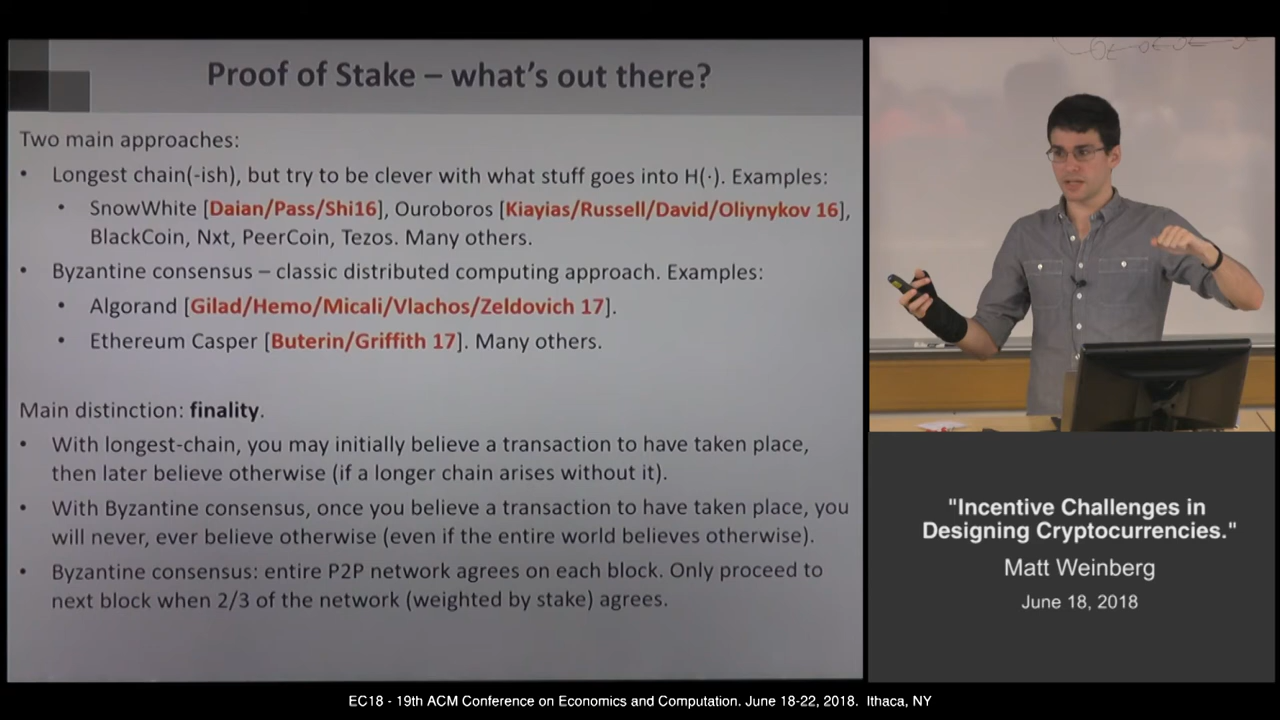 Proof of Stake – what's out there?
Two main approaches:
• Longest chain(-ish), but try to be clever with what stuff goes into H(·). Examples:
• SnowWhite [Daian/Pass/Shi16], Ouroboros [Kiayias/Russell/David/Oliynykov 16],
BlackCoin, Nxt, PeerCoin, Tezos. Many others.
• Byzantine consensus – classic distributed computing approach. Examples:
• Algorand [Gilad/Hemo/Micali/Vlachos/Zeldovich 17].
• Ethereum Casper [Buterin/Griffith 17]. Many others.
Main distinction: finality.
• With longest-chain, you may initially believe a transaction to have taken place,
then later believe otherwise (if a longer chain arises without it).
• With Byzantine consensus, once you believe a transaction to have taken place, you
will never, ever believe otherwise (even if the entire world believes otherwise).
• Byzantine consensus: entire P2P network agrees on each block. Only proceed to
next block when 2/3 of the network (weighted by stake) agrees.
"Incentive Challenges in
Designing Cryptocurrencies."
Matt Weinberg
June 18, 2018
EC18 - 19th ACM Conference on Economics and Computation. June 18-22, 2018. Ithaca, NY